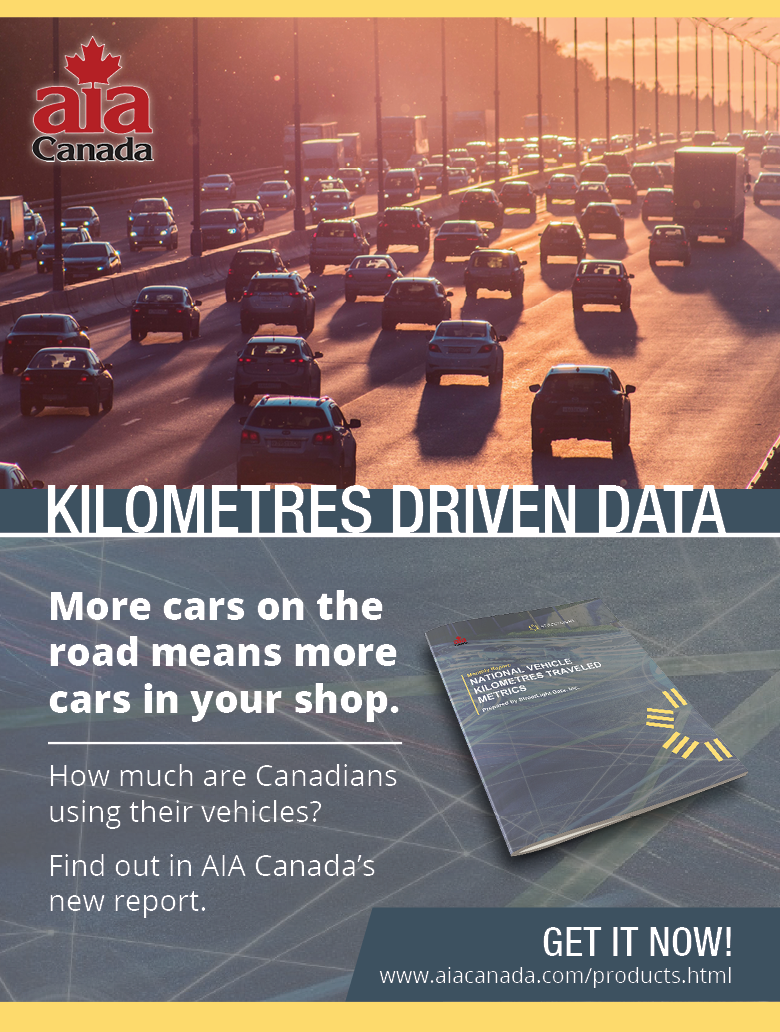 aia
Canada
KILOMETRES DRIVEN DATA
More cars on the
road means more
cars in your shop.
How much are Canadians
using their vehicles?
Find out in AIA Canada's
new report.
Monthly Report
NATIONAL VEHICLE
KILOMETRES TRAVELED
METRICS
Prepared by StreetLight Data, Inc.
GET IT NOW!
www.aiacanada.com/products.html